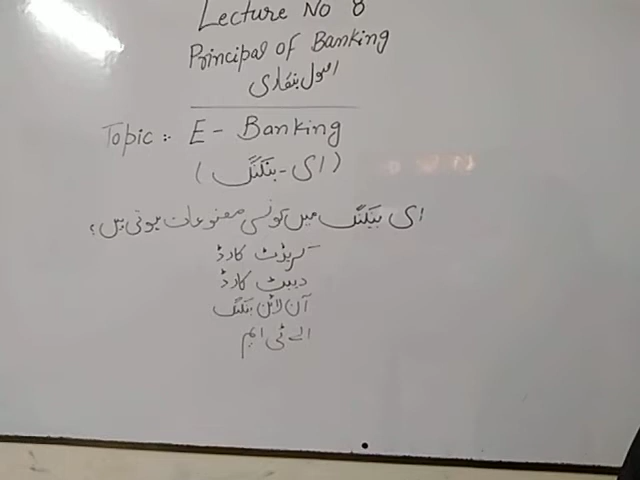 Lecture No 8
Principal of Banking
اصول بنکاری
Topic :. E - Banking
(ای - بنکنگ)
ای بینکنگ میں کونسی مصنوعات ہوتی ہیں؟
کریڈٹ کارڈ
ڈیبٹ کارڈ
آن لائن بنکنگ
اے ٹی ایم